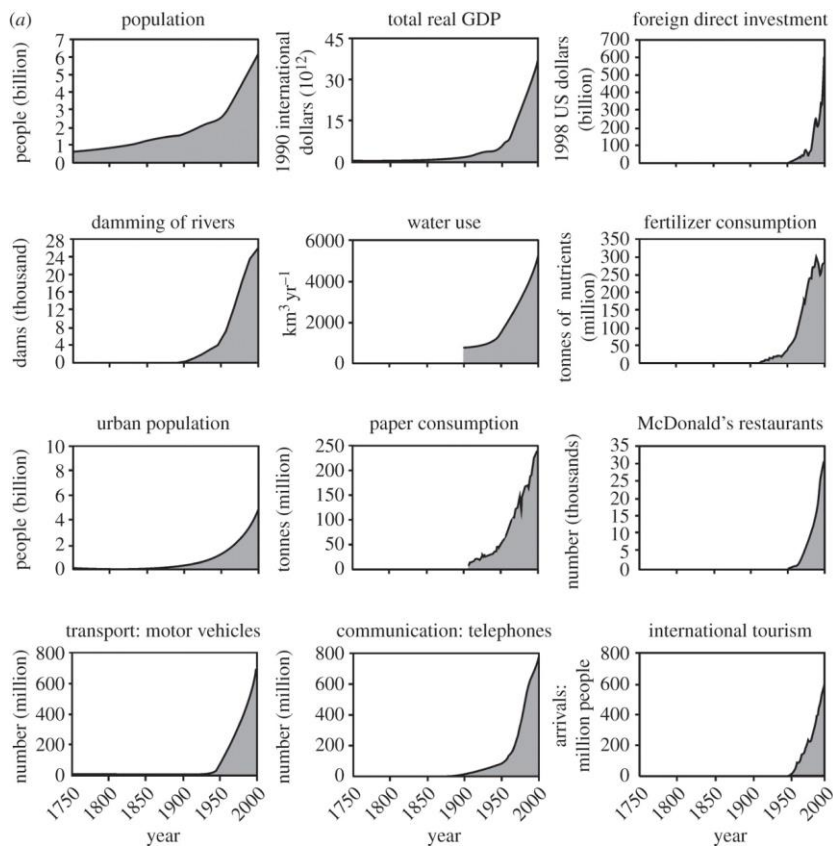 (a)
population
people (billion)
7
6
5
4
3
2
1
0
total real GDP
1990 international
dollars (10¹²)
45
30
15
0
foreign direct investment
1998 US dollars
(billion)
700
600
500
400
300
200
100
0
damming of rivers
dams (thousand)
28
24
20
16
12
8
4
0
water use
km³ yr⁻¹
6000
4000
2000
0
fertilizer consumption
tonnes of nutrients
(million)
350
300
250
200
150
100
50
0
urban population
people (billion)
10
8
6
4
2
0
paper consumption
tonnes (million)
250
200
150
100
50
0
McDonald's restaurants
number (thousands)
35
30
25
20
15
10
5
0
transport: motor vehicles
number (million)
800
600
400
200
0
1750
1800
1850
1900
1950
2000
year
communication: telephones
number (million)
800
600
400
200
0
1750
1800
1850
1900
1950
2000
year
international tourism
arrivals:
million people
800
600
400
200
0
1750
1800
1850
1900
1950
2000
year